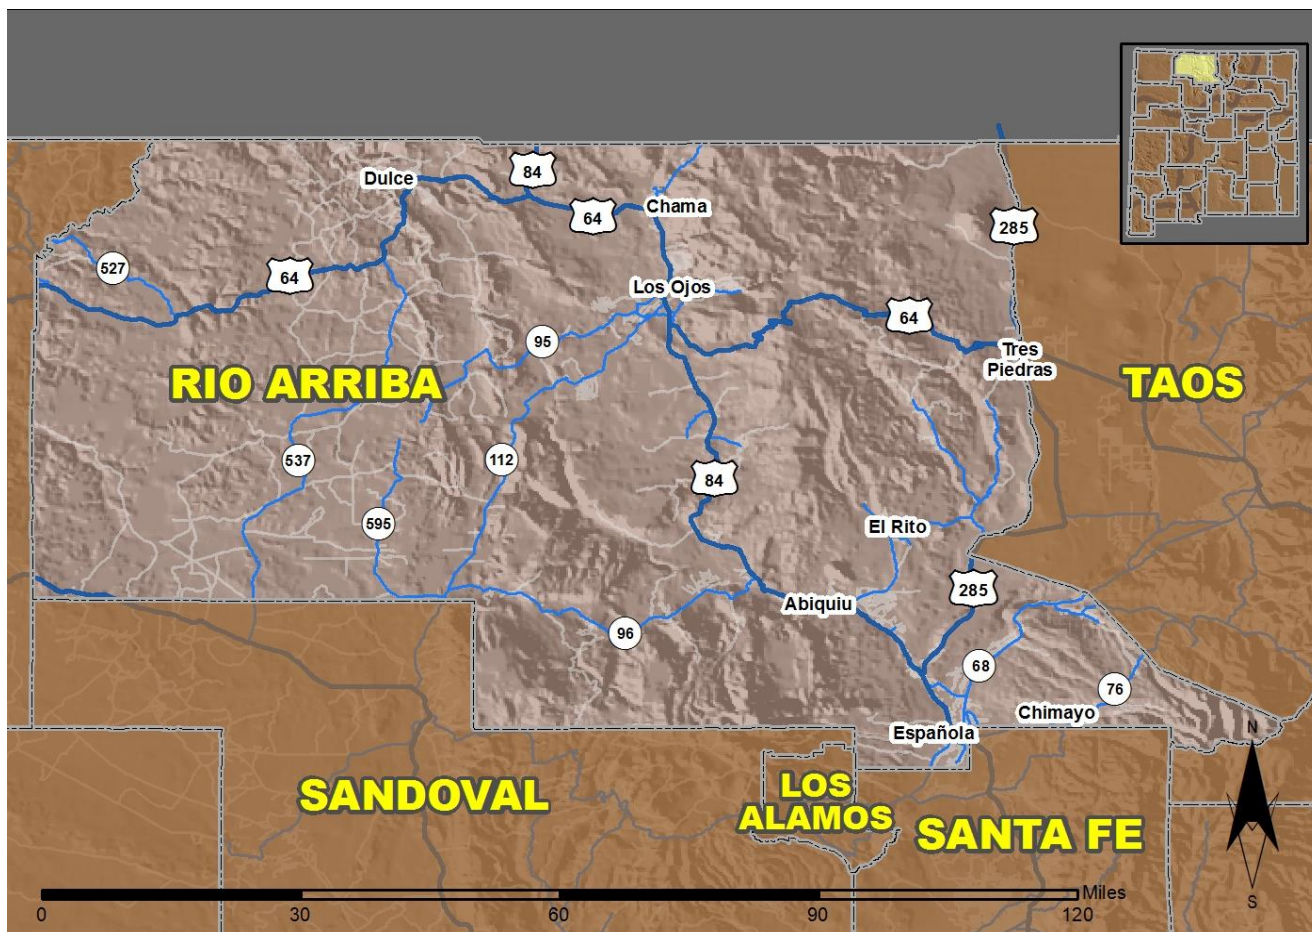 84
Dulce
64
Chama
285
527
64
Los Ojos
64
95
Tres
Piedras
RIO ARRIBA
TAOS
537
112
84
595
El Rito
285
Abiquiu
96
68
76
Chimayo
Española
N
SANDOVAL
LOS
ALAMOS
SANTA FE
Miles
S
0
30
60
90
120